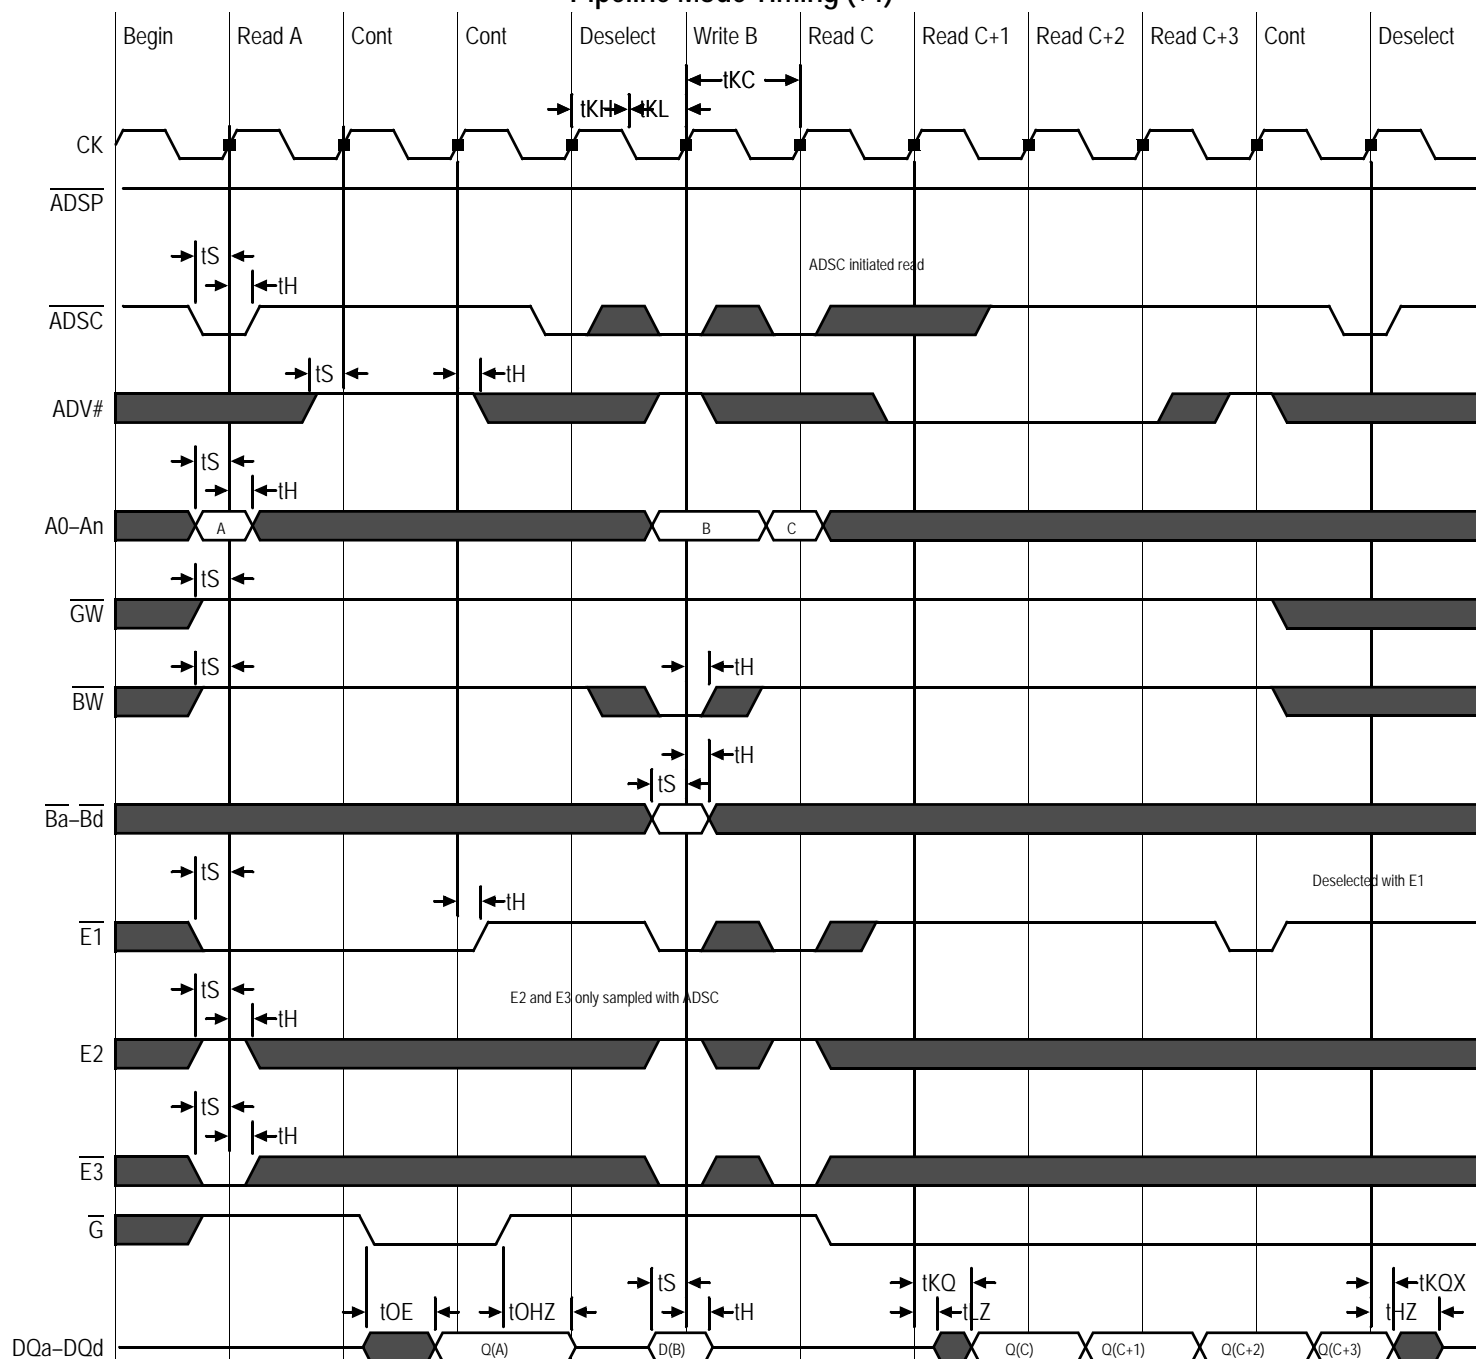 Pipeline Mode Timing (+1)
Begin Read A Cont Cont Deselect Write B Read C Read C+1 Read C+2 Read C+3 Cont Deselect
tKC
tKH tKL
CK
ADSP
tS
ADSC initiated read
tH
ADSC
tS tH
ADV#
tS
tH
A0–An A B C
tS
GW
tS tH
BW
tH
tS
Ba–Bd
tS
Deselected with E1
tH
E1
tS
E2 and E3 only sampled with ADSC
tH
E2
tS
tH
E3
G
tS tKQ tKQX
tOE tOHZ tH tLZ tHZ
DQa–DQd Q(A) D(B) Q(C) Q(C+1) Q(C+2) Q(C+3)